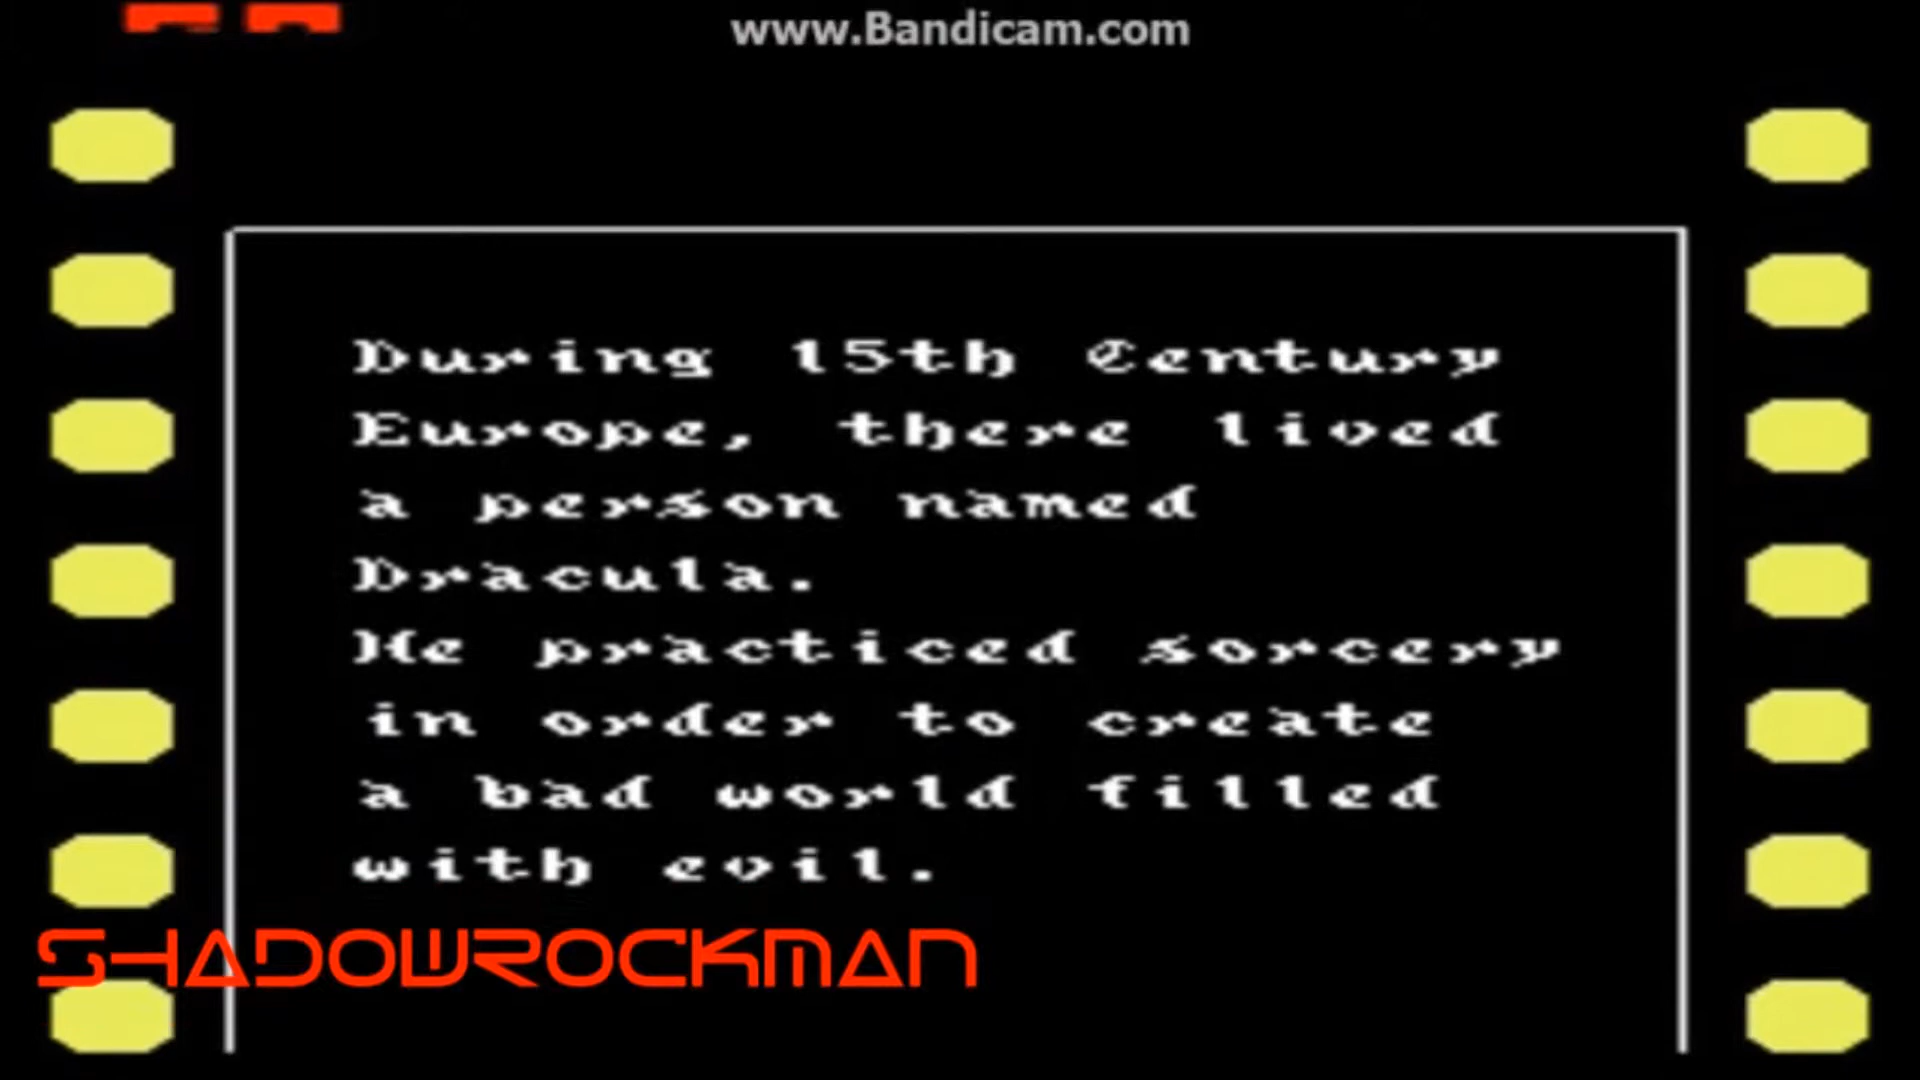 www.Bandicam.com
During 15th Century
Europe, there lived
a person named
Dracula.
He practiced sorcery
in order to create
a bad world filled
with evil.
SHADOWROCKMAN